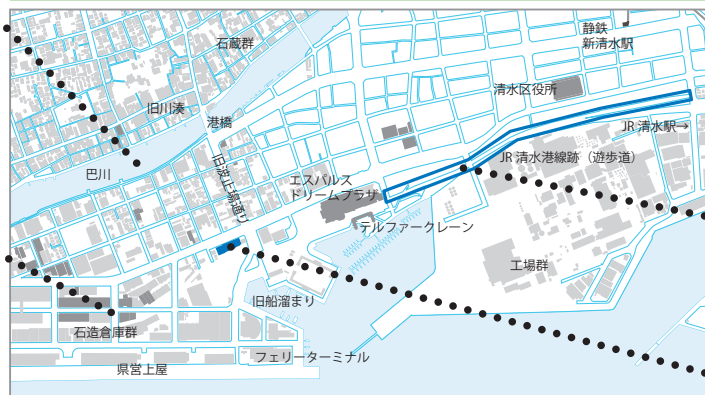 石蔵群
静鉄
新清水駅
旧川湊
清水区役所
港橋
JR 清水駅→
JR 清水港線跡（遊歩道）
巴川
エスパルス
ドリームプラザ
旧波止場通り
テルファークレーン
工場群
旧船溜まり
石造倉庫群
フェリーターミナル
県営上屋